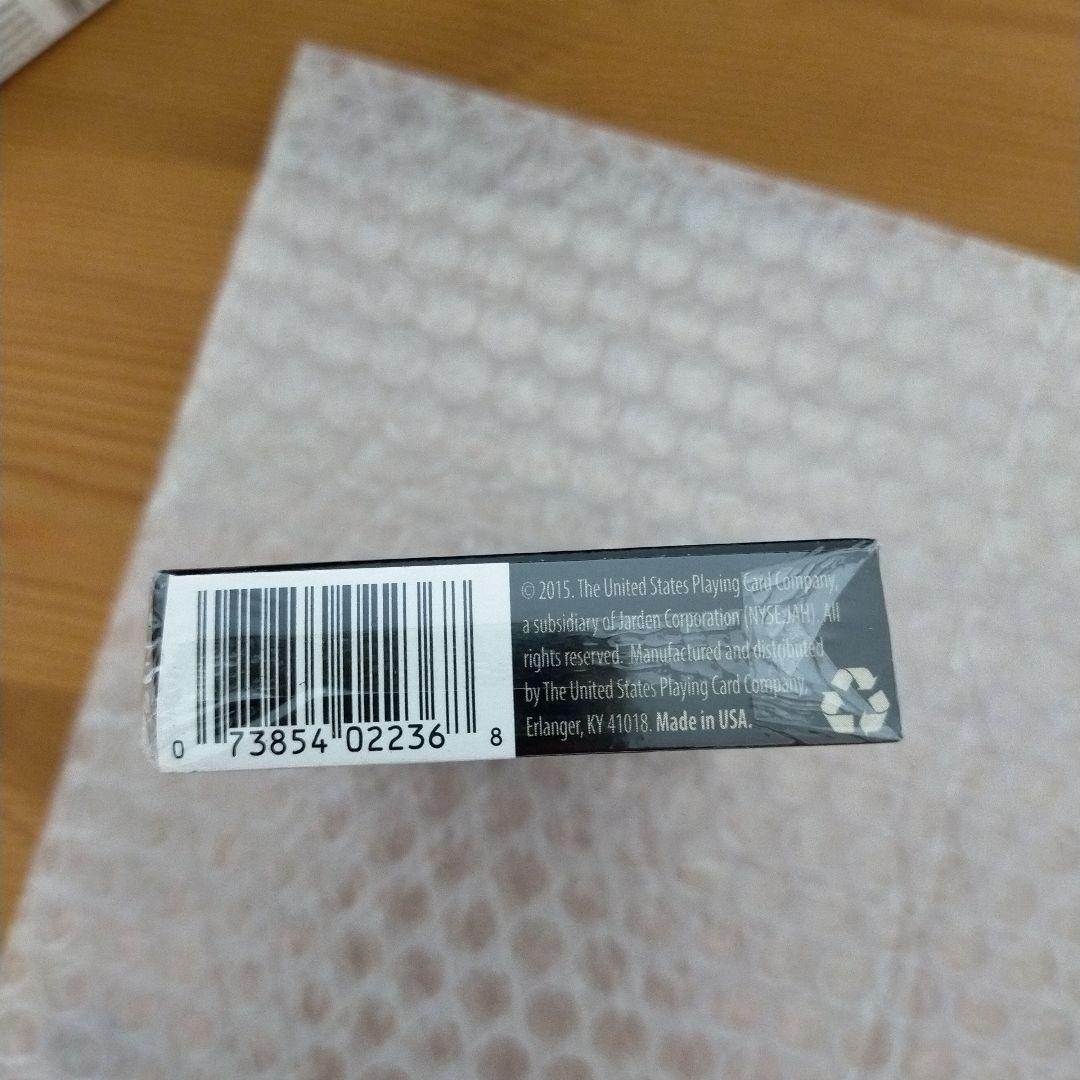 0 73854 02236 8
© 2015. The United States Playing Card Company,
a subsidiary of Jarden Corporation (NYSE:JAH). All
rights reserved. Manufactured and distributed
by The United States Playing Card Company,
Erlanger, KY 41018. Made in USA.